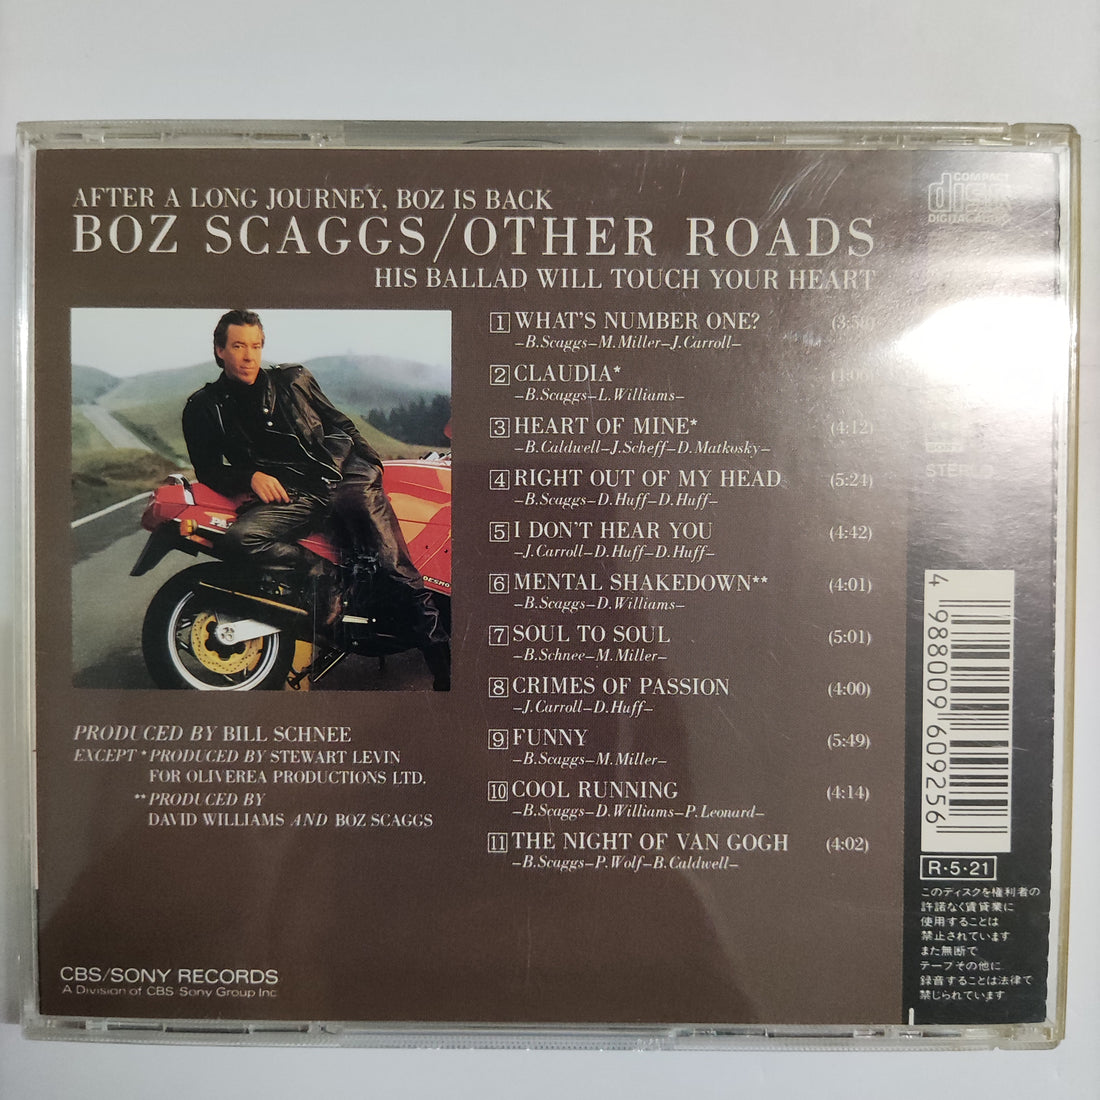 AFTER A LONG JOURNEY, BOZ IS BACK
BOZ SCAGGS/OTHER ROADS
HIS BALLAD WILL TOUCH YOUR HEART
COMPACT
disc
DIGITAL AUDIO
1 WHAT'S NUMBER ONE?
–B.Scaggs–M.Miller–J.Carroll–
2 CLAUDIA*
–B.Scaggs–L.Williams–
3 HEART OF MINE* (4:12)
–B.Caldwell–J.Scheff–D.Matkosky–
4 RIGHT OUT OF MY HEAD (5:24)
–B.Scaggs–D.Huff–D.Huff–
5 I DON'T HEAR YOU (4:42)
–J.Carroll–D.Huff–D.Huff–
6 MENTAL SHAKEDOWN** (4:01)
–B.Scaggs–D.Williams–
7 SOUL TO SOUL (5:01)
–B.Schnee–M.Miller–
8 CRIMES OF PASSION (4:00)
–J.Carroll–D.Huff–
9 FUNNY (5:49)
–B.Scaggs–M.Miller–
10 COOL RUNNING (4:14)
–B.Scaggs–D.Williams–P.Leonard–
11 THE NIGHT OF VAN GOGH (4:02)
–B.Scaggs–P.Wolf–B.Caldwell–
DESMO
PRODUCED BY BILL SCHNEE
EXCEPT *PRODUCED BY STEWART LEVIN
FOR OLIVEREA PRODUCTIONS LTD.
**PRODUCED BY
DAVID WILLIAMS AND BOZ SCAGGS
CBS/SONY RECORDS
A Division of CBS/Sony Group Inc
SONY
STEREO
4 988009 609256
R·5·21
このディスクを権利者の
許諾なく賃貸業に
使用することは
禁止されています
また無断で
テープその他に
録音することは法律で
禁じられています